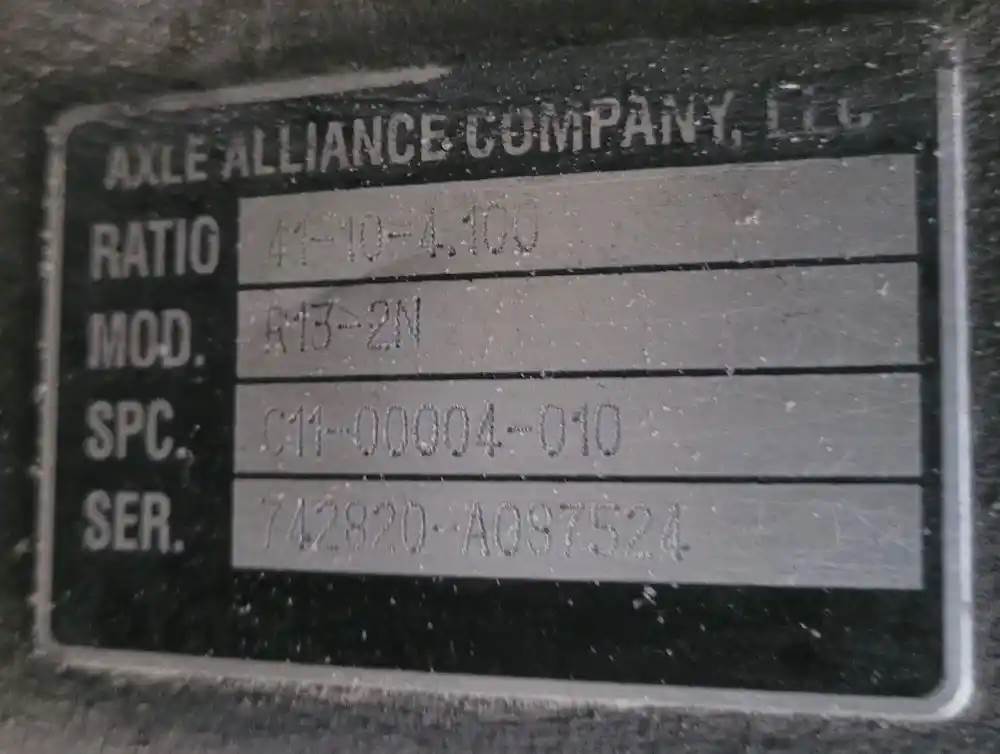 AXLE ALLIANCE COMPANY, LLC
RATIO 41-10-4.100
MOD. R13-2N
SPC. C11-00004-010
SER. 742820-A097524